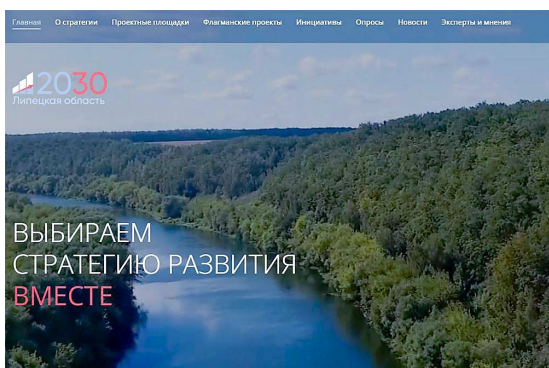 Главная О стратегии Проектные площадки Флагманские проекты Инициативы Опросы Новости Эксперты и мнения
2030
Липецкая область
ВЫБИРАЕМ
СТРАТЕГИЮ РАЗВИТИЯ
ВМЕСТЕ